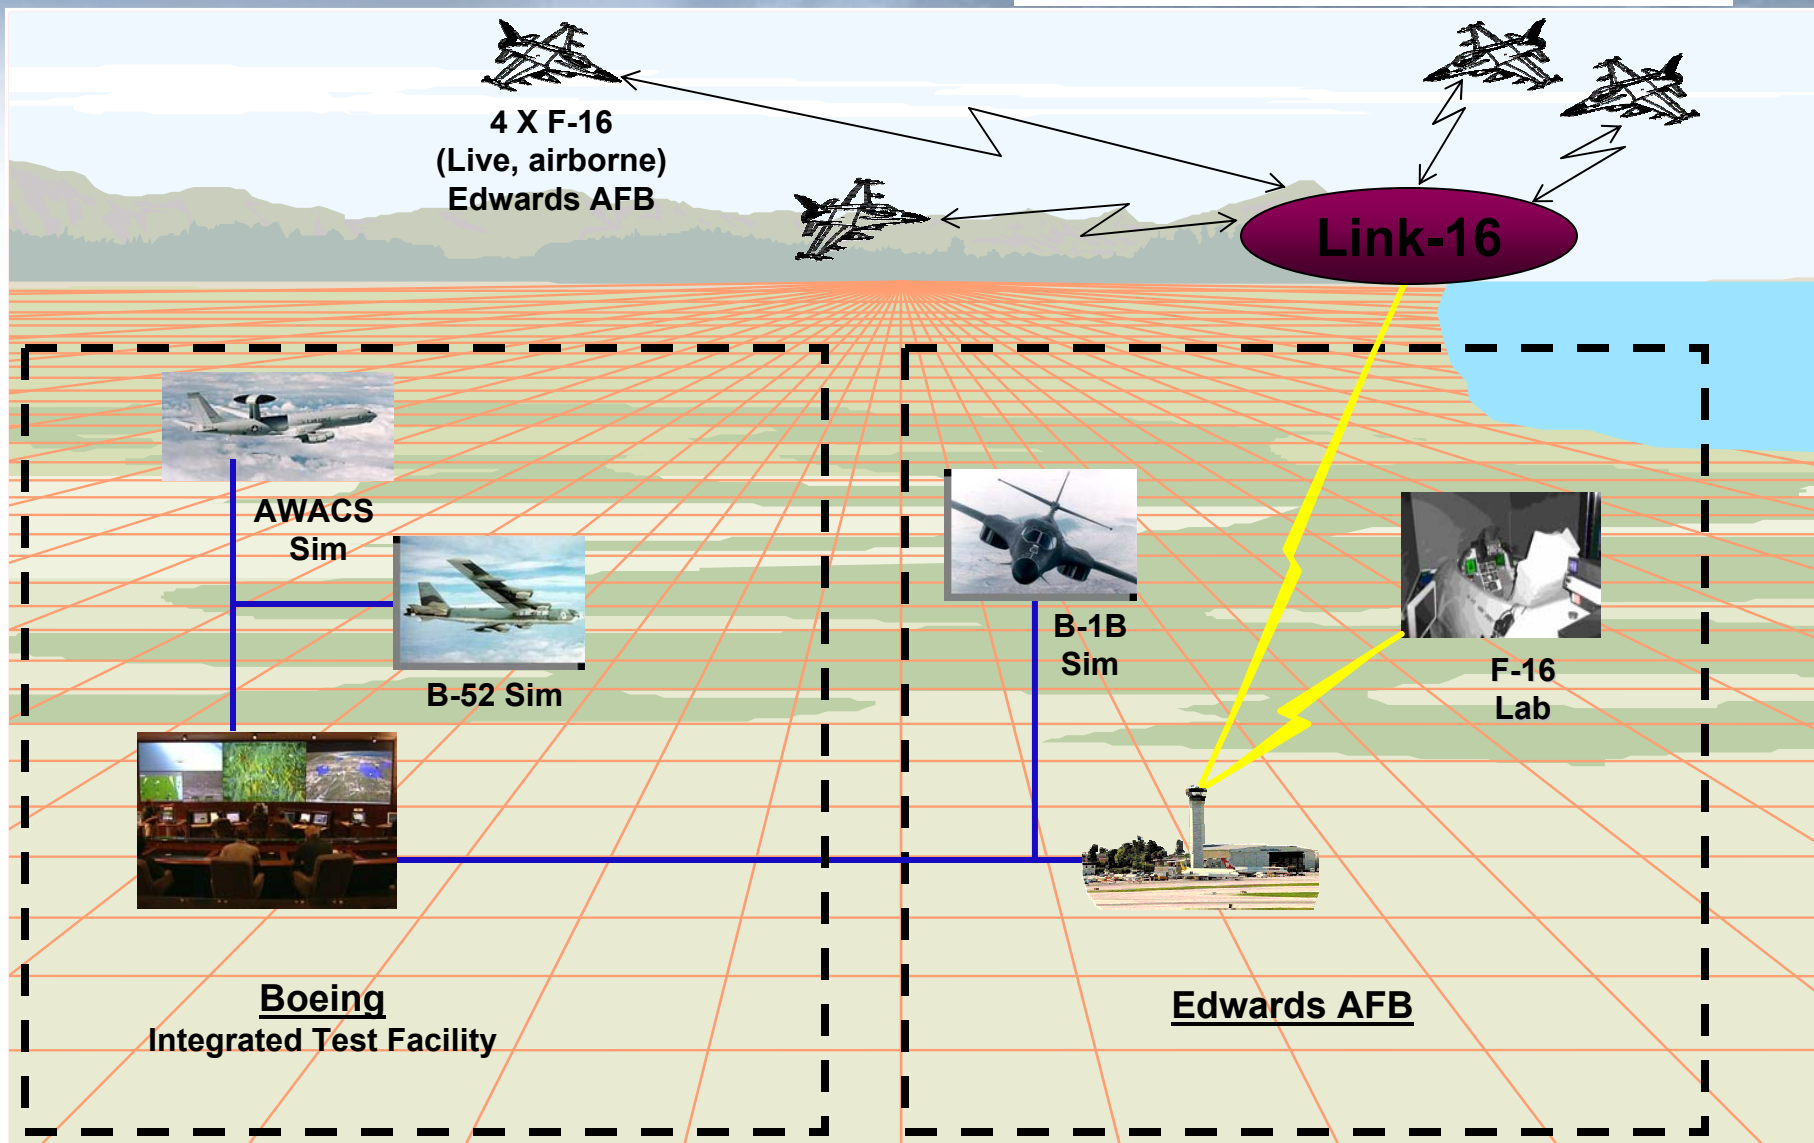 4 X F-16
(Live, airborne)
Edwards AFB
Link-16
AWACS
Sim
B-52 Sim
B-1B
Sim
F-16
Lab
Boeing
Integrated Test Facility
Edwards AFB